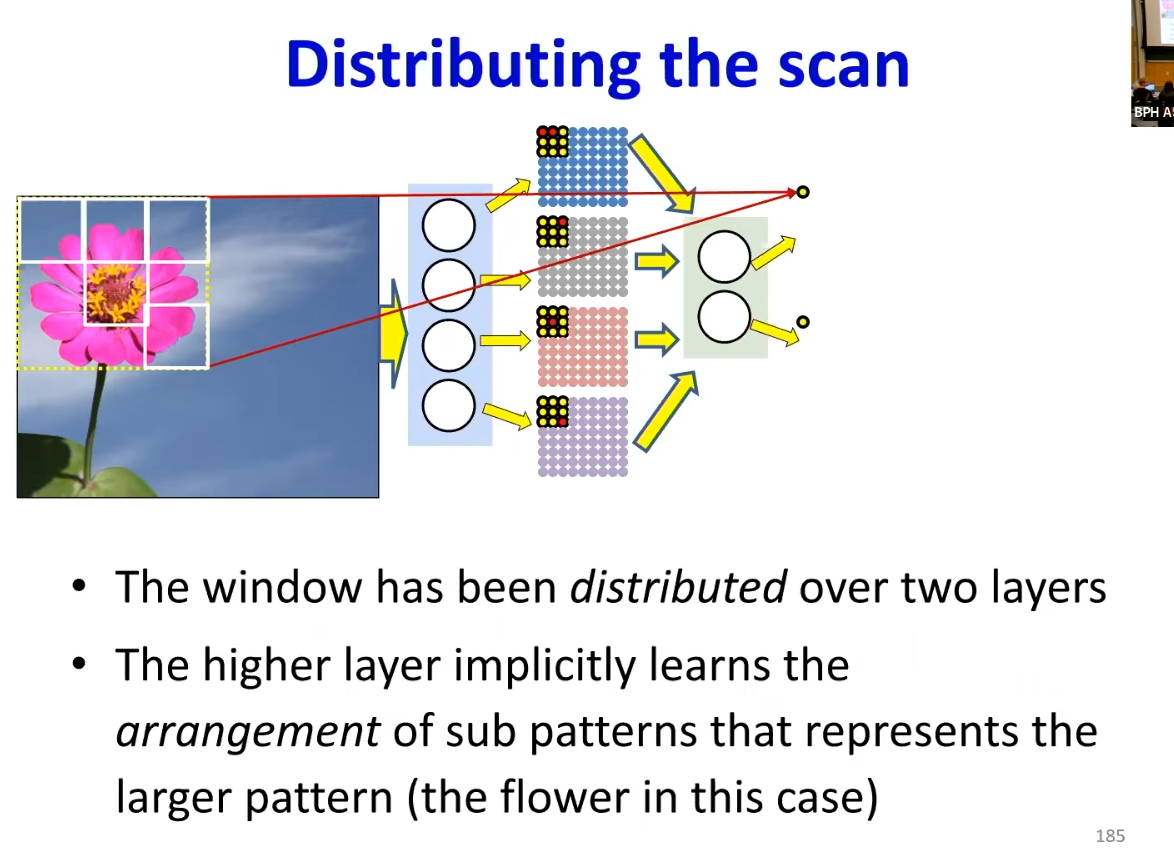 Distributing the scan
BPH A
• The window has been distributed over two layers
• The higher layer implicitly learns the
arrangement of sub patterns that represents the
larger pattern (the flower in this case)
185